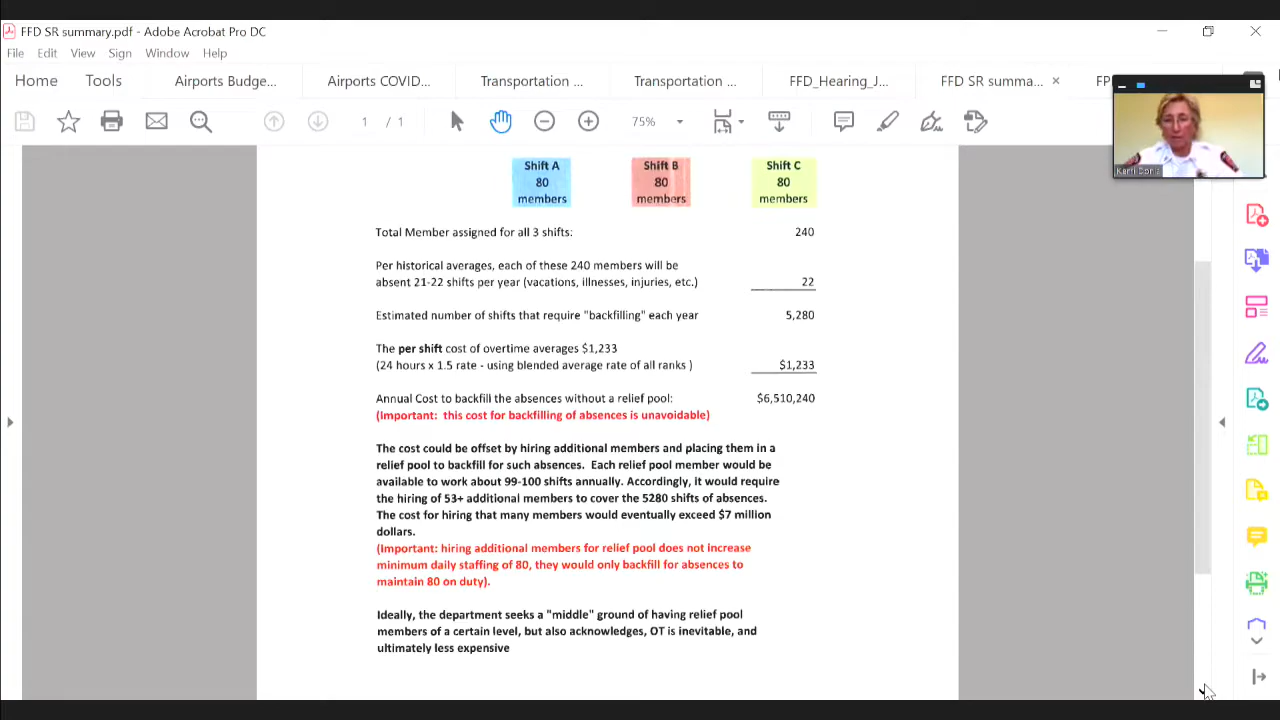 FFD SR summary.pdf - Adobe Acrobat Pro DC
File Edit View Sign Window Help
Home Tools Airports Budge... Airports COVID... Transportation ... Transportation ... FFD_Hearing_J... FFD SR summa... × FP
1 / 1 75%
Shift A Shift B Shift C
80 80 80
members members members
Total Member assigned for all 3 shifts: 240
Per historical averages, each of these 240 members will be
absent 21-22 shifts per year (vacations, illnesses, injuries, etc.) 22
Estimated number of shifts that require "backfilling" each year 5,280
The per shift cost of overtime averages $1,233
(24 hours x 1.5 rate - using blended average rate of all ranks ) $1,233
Annual Cost to backfill the absences without a relief pool: $6,510,240
(Important: this cost for backfilling of absences is unavoidable)
The cost could be offset by hiring additional members and placing them in a
relief pool to backfill for such absences. Each relief pool member would be
available to work about 99-100 shifts annually. Accordingly, it would require
the hiring of 53+ additional members to cover the 5280 shifts of absences.
The cost for hiring that many members would eventually exceed $7 million
dollars.
(Important: hiring additional members for relief pool does not increase
minimum daily staffing of 80, they would only backfill for absences to
maintain 80 on duty).
Ideally, the department seeks a "middle" ground of having relief pool
members of a certain level, but also acknowledges, OT is inevitable, and
ultimately less expensive